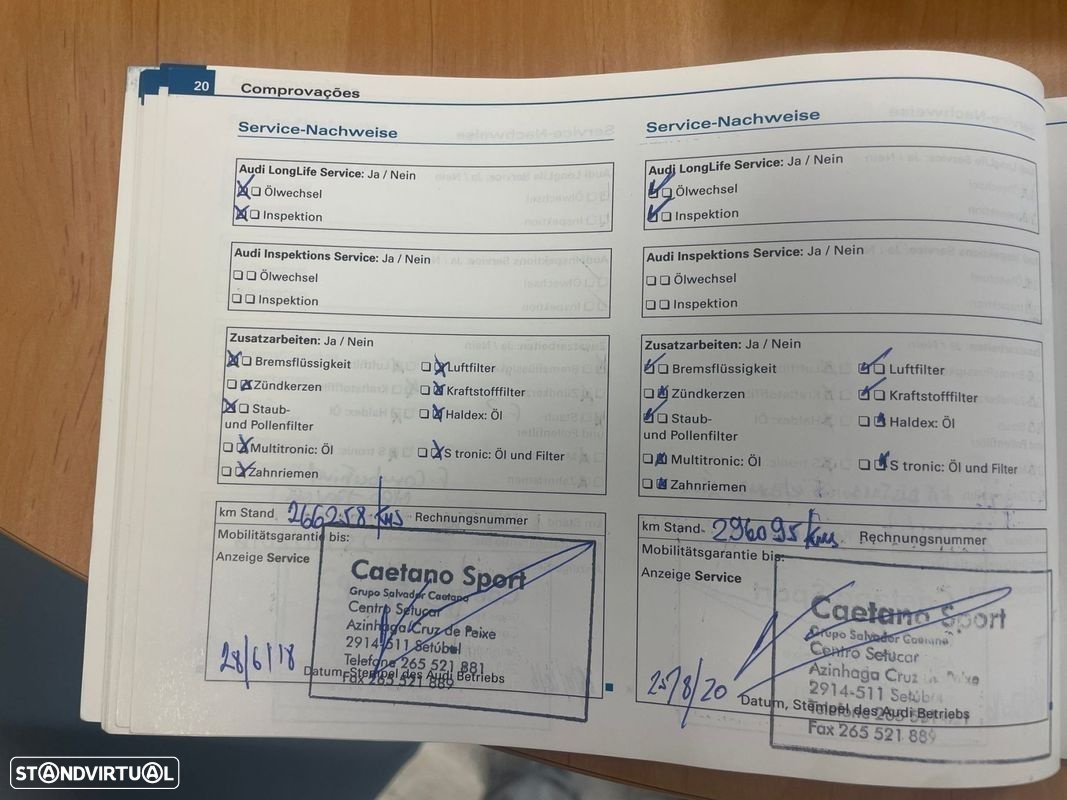 20 Comprovações
Service-Nachweise
Audi LongLife Service: Ja / Nein
Ölwechsel
Inspektion
Audi Inspektions Service: Ja / Nein
Ölwechsel
Inspektion
Zusatzarbeiten: Ja / Nein
Bremsflüssigkeit Luftfilter
Zündkerzen Kraftstofffilter
Staub- Haldex: Öl
und Pollenfilter
Multitronic: Öl S tronic: Öl und Filter
Zahnriemen
km Stand 266258/Kms Rechnungsnummer
Mobilitätsgarantie bis:
Anzeige Service
Caetano Sport
Grupo Salvador Caetano
Centro Setucar
Azinhaga Cruz de Peixe
2914-511 Setúbal
Telefone 265 521 881
Fax 265 521 889
28/6/18
Datum, Stempel des Audi Betriebs
Service-Nachweise
Audi LongLife Service: Ja / Nein
Ölwechsel
Inspektion
Audi Inspektions Service: Ja / Nein
Ölwechsel
Inspektion
Zusatzarbeiten: Ja / Nein
Bremsflüssigkeit Luftfilter
Zündkerzen Kraftstofffilter
Staub- Haldex: Öl
und Pollenfilter
Multitronic: Öl S tronic: Öl und Filter
Zahnriemen
km Stand 296095/Kms Rechnungsnummer
Mobilitätsgarantie bis:
Anzeige Service
Caetano Sport
Grupo Salvador Caetano
Centro Setucar
Azinhaga Cruz
2914-511 Setúbal
/8/20
Datum, Stempel des Audi Betriebs
Fax 265 521 889
STANDVIRTUAL